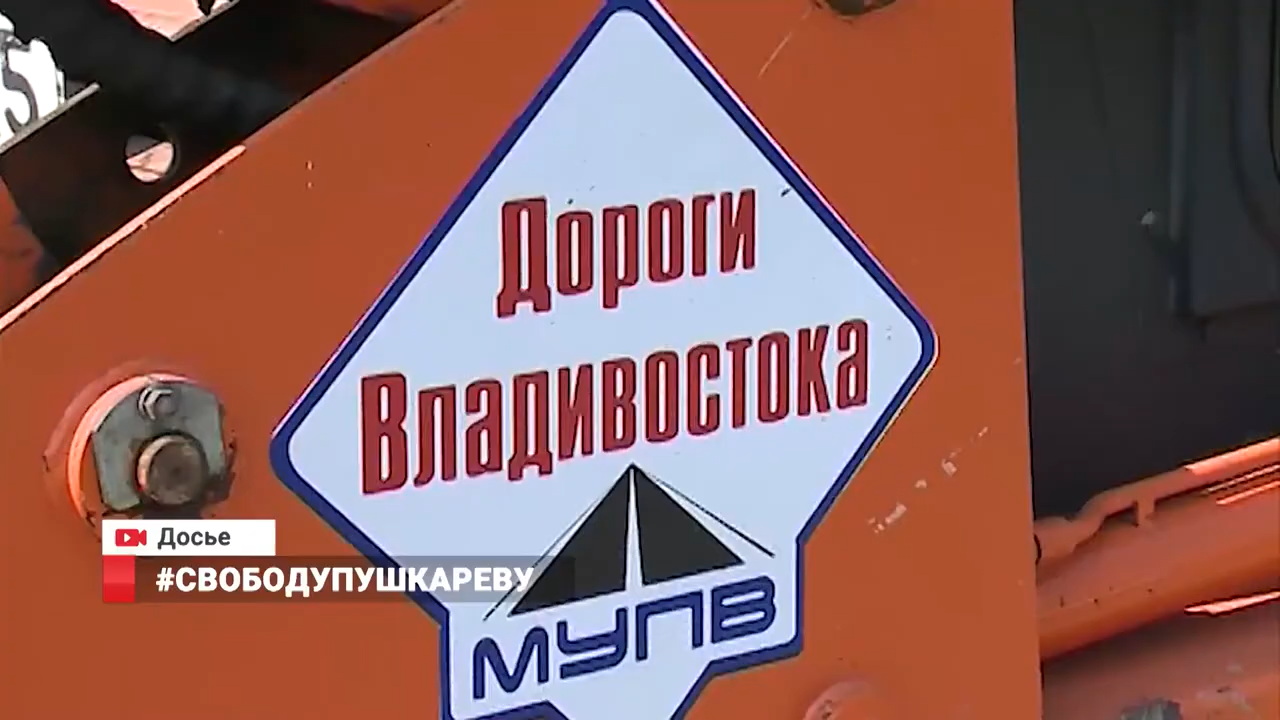 Дороги
Владивостока
МУПВ
Досье
#СВОБОДУПУШКАРЕВУ